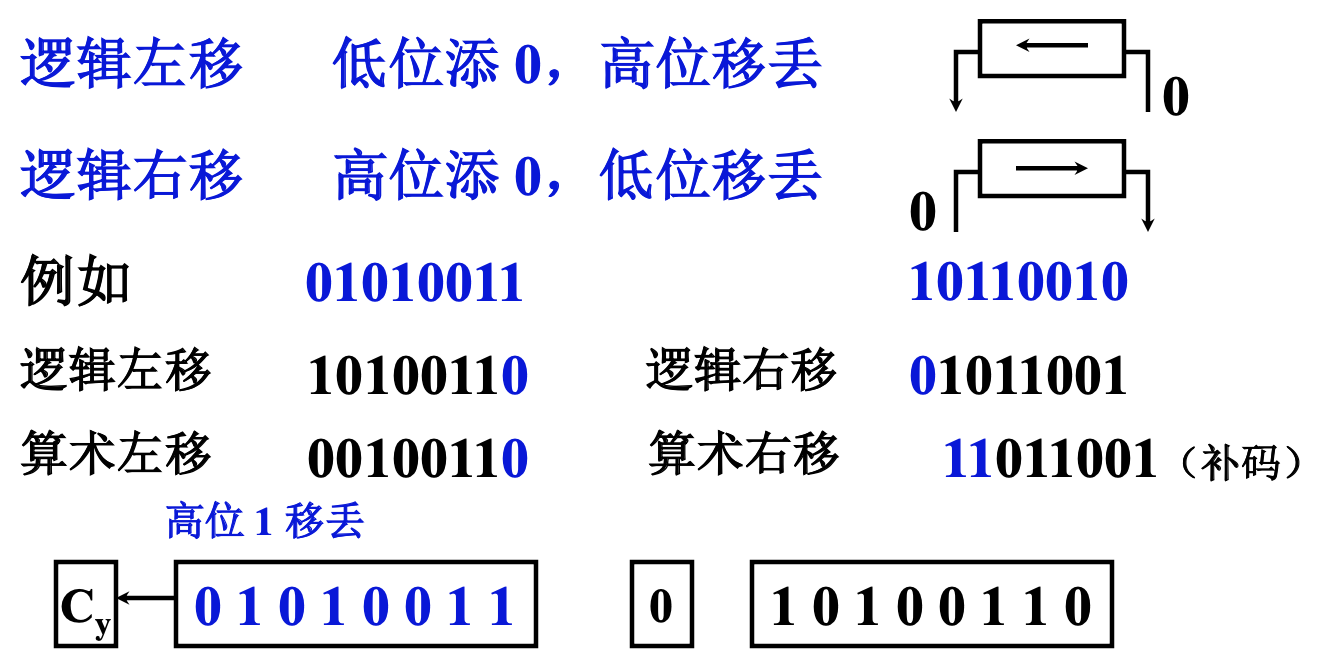 逻辑左移 低位添 0，高位移丢
0
逻辑右移 高位添 0，低位移丢
0
例如 01010011 10110010
逻辑左移 10100110 逻辑右移 01011001
算术左移 00100110 算术右移 11011001（补码）
高位 1 移丢
Cy 0 1 0 1 0 0 1 1 0 1 0 1 0 0 1 1 0